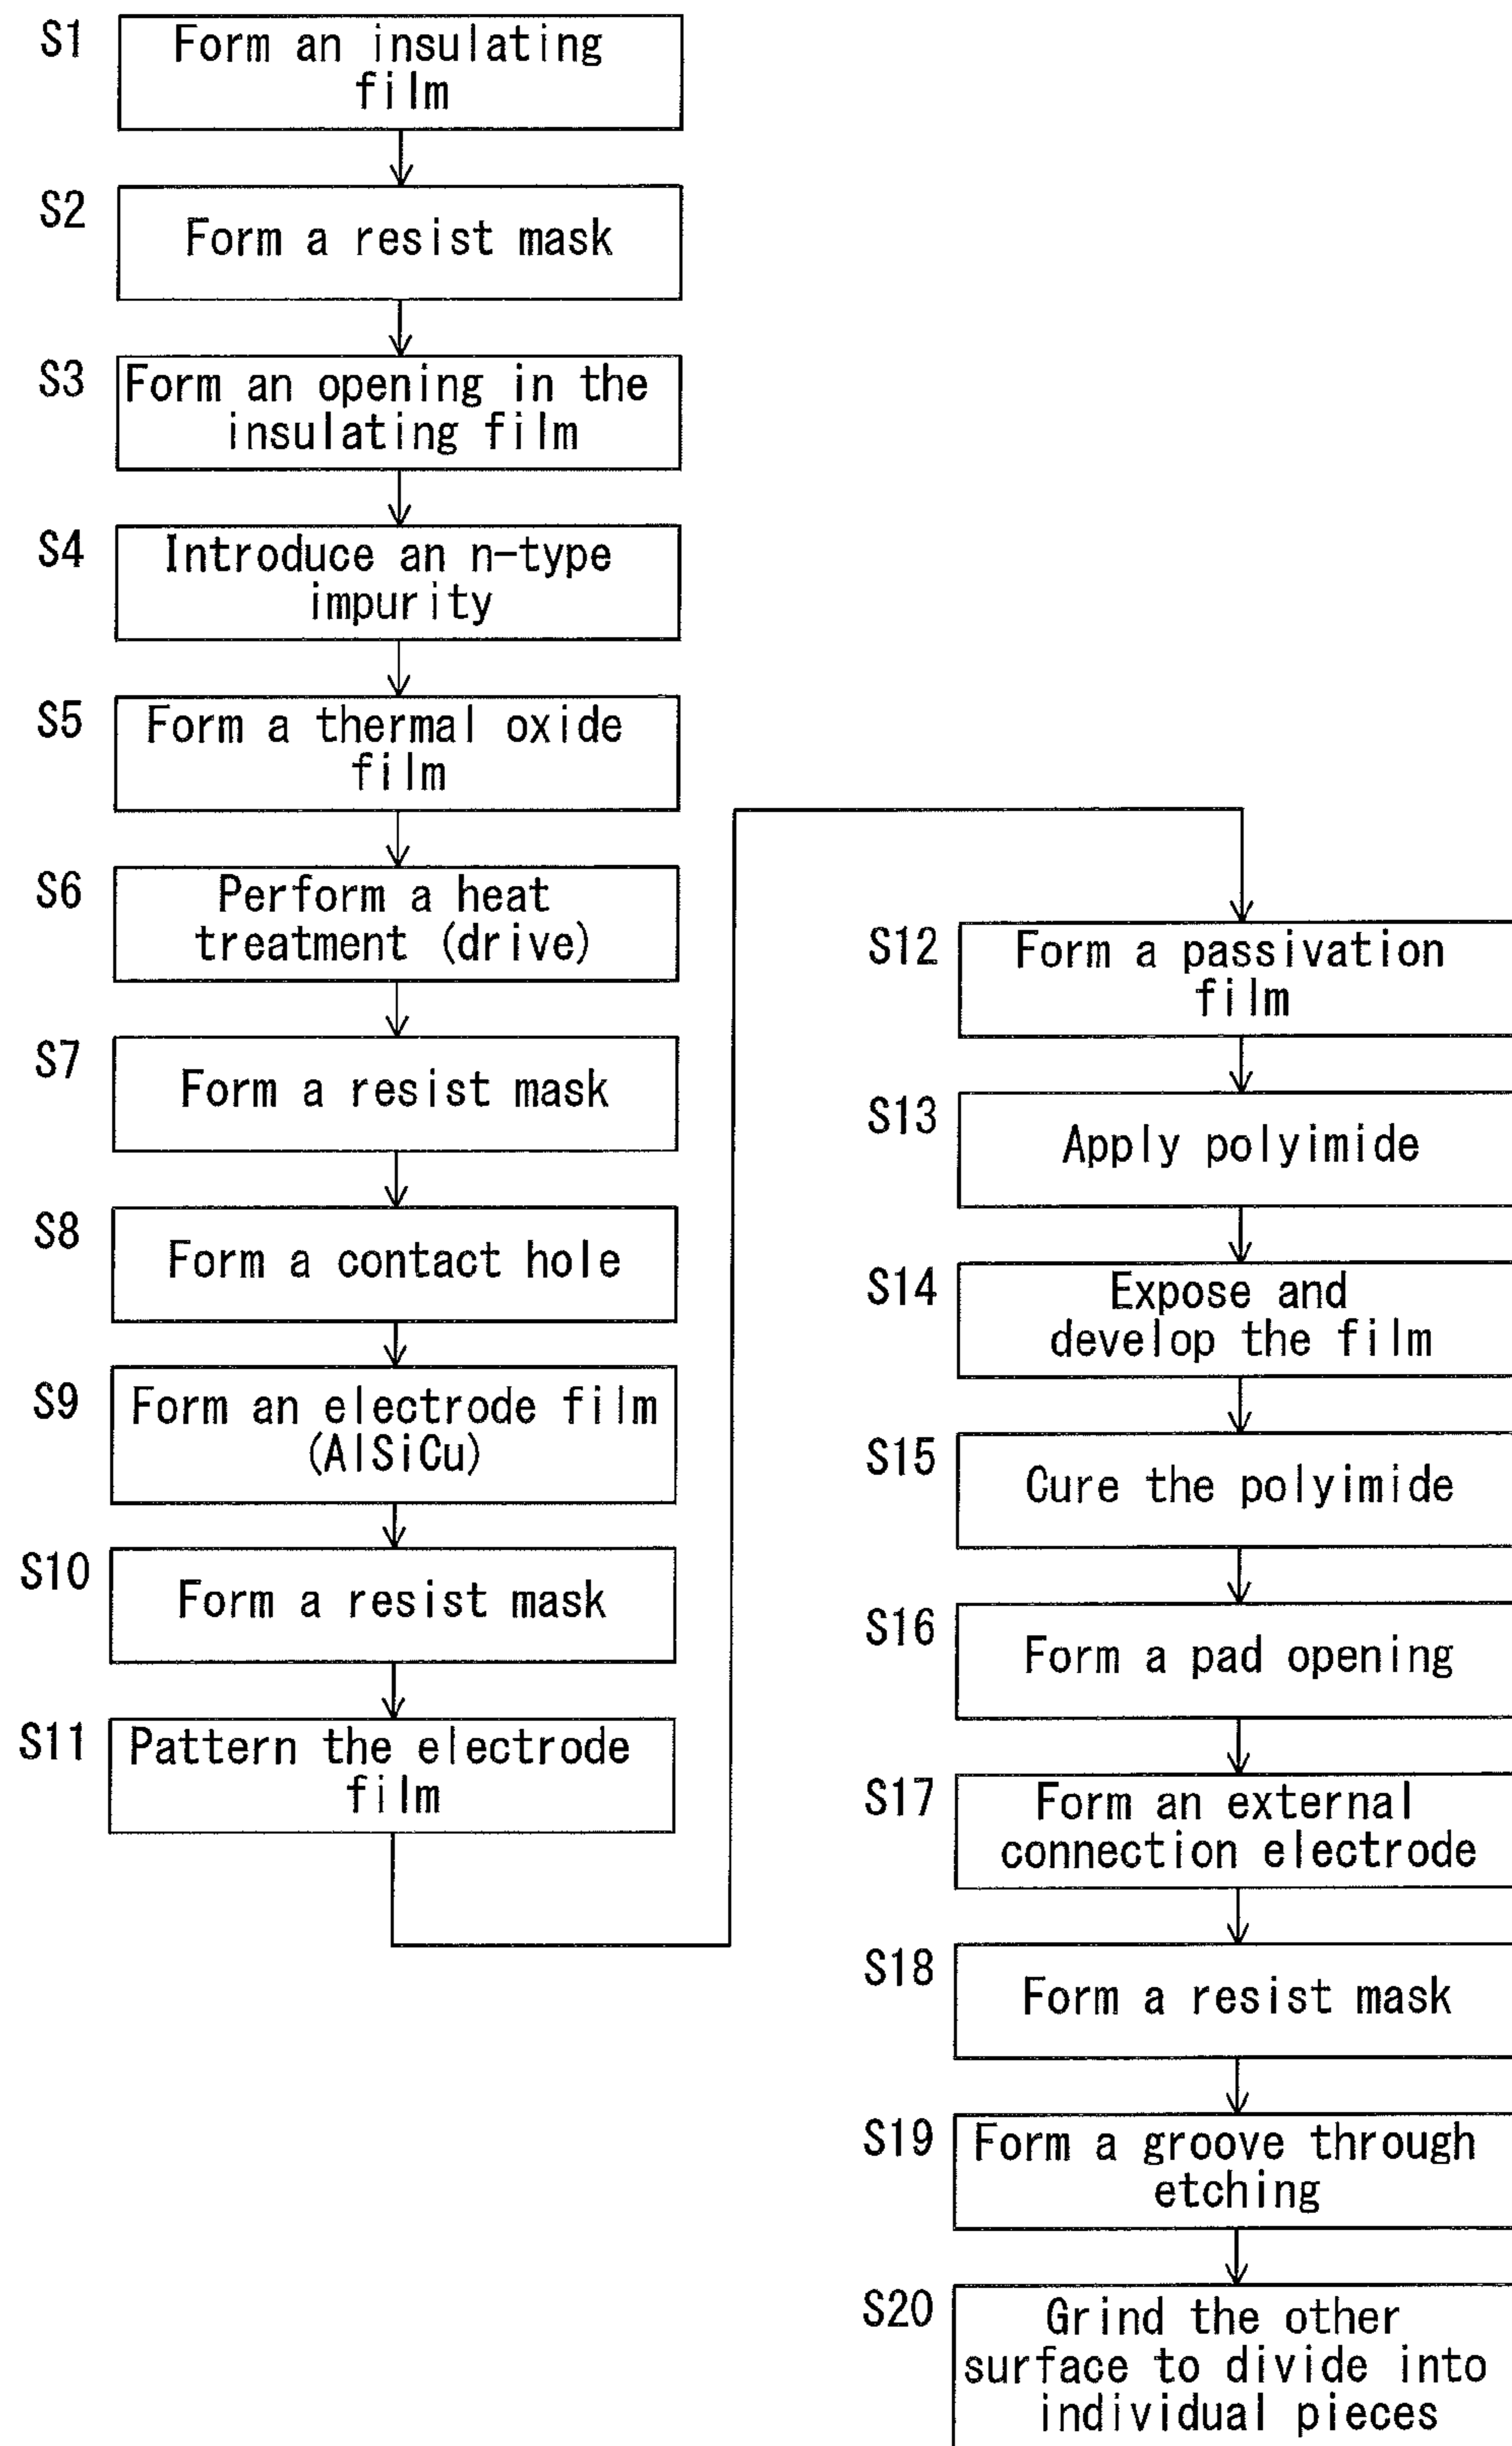 S1
Form an insulating
film
S2
Form a resist mask
S3
Form an opening in the
insulating film
S4
Introduce an n-type
impurity
S5
Form a thermal oxide
film
S6
Perform a heat
treatment (drive)
S7
Form a resist mask
S8
Form a contact hole
S9
Form an electrode film
(AlSiCu)
S10
Form a resist mask
S11
Pattern the electrode
film
S12
Form a passivation
film
S13
Apply polyimide
S14
Expose and
develop the film
S15
Cure the polyimide
S16
Form a pad opening
S17
Form an external
connection electrode
S18
Form a resist mask
S19
Form a groove through
etching
S20
Grind the other
surface to divide into
individual pieces